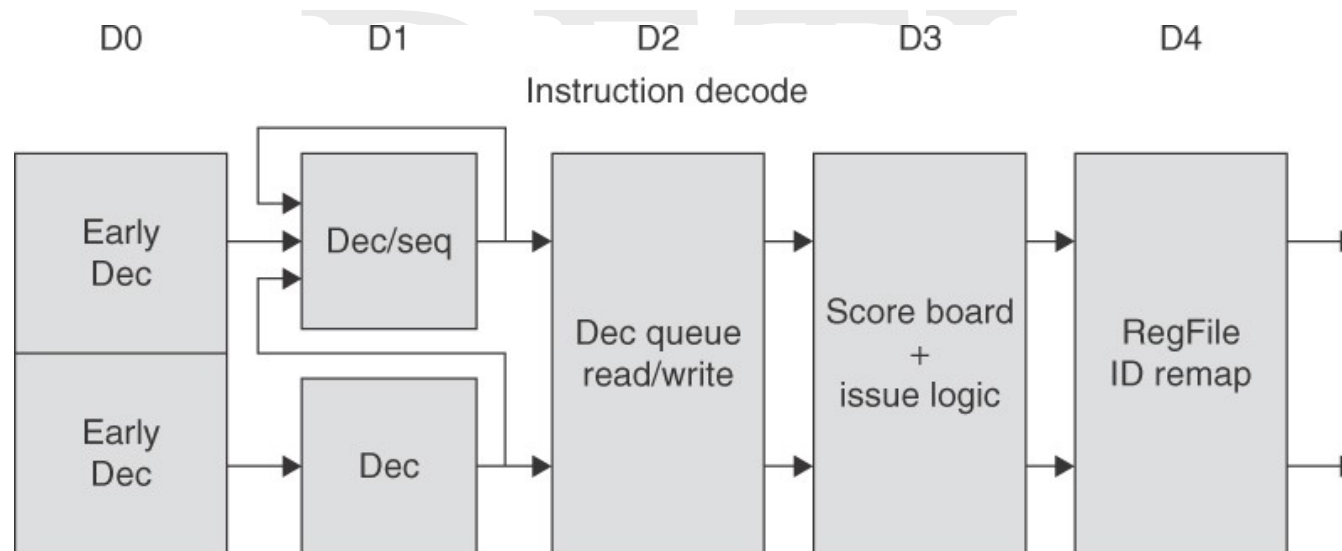 D0 D1 D2 D3 D4
Instruction decode
Early
Dec
Dec/seq
Early
Dec
Dec
Dec queue
read/write
Score board
+
issue logic
RegFile
ID remap